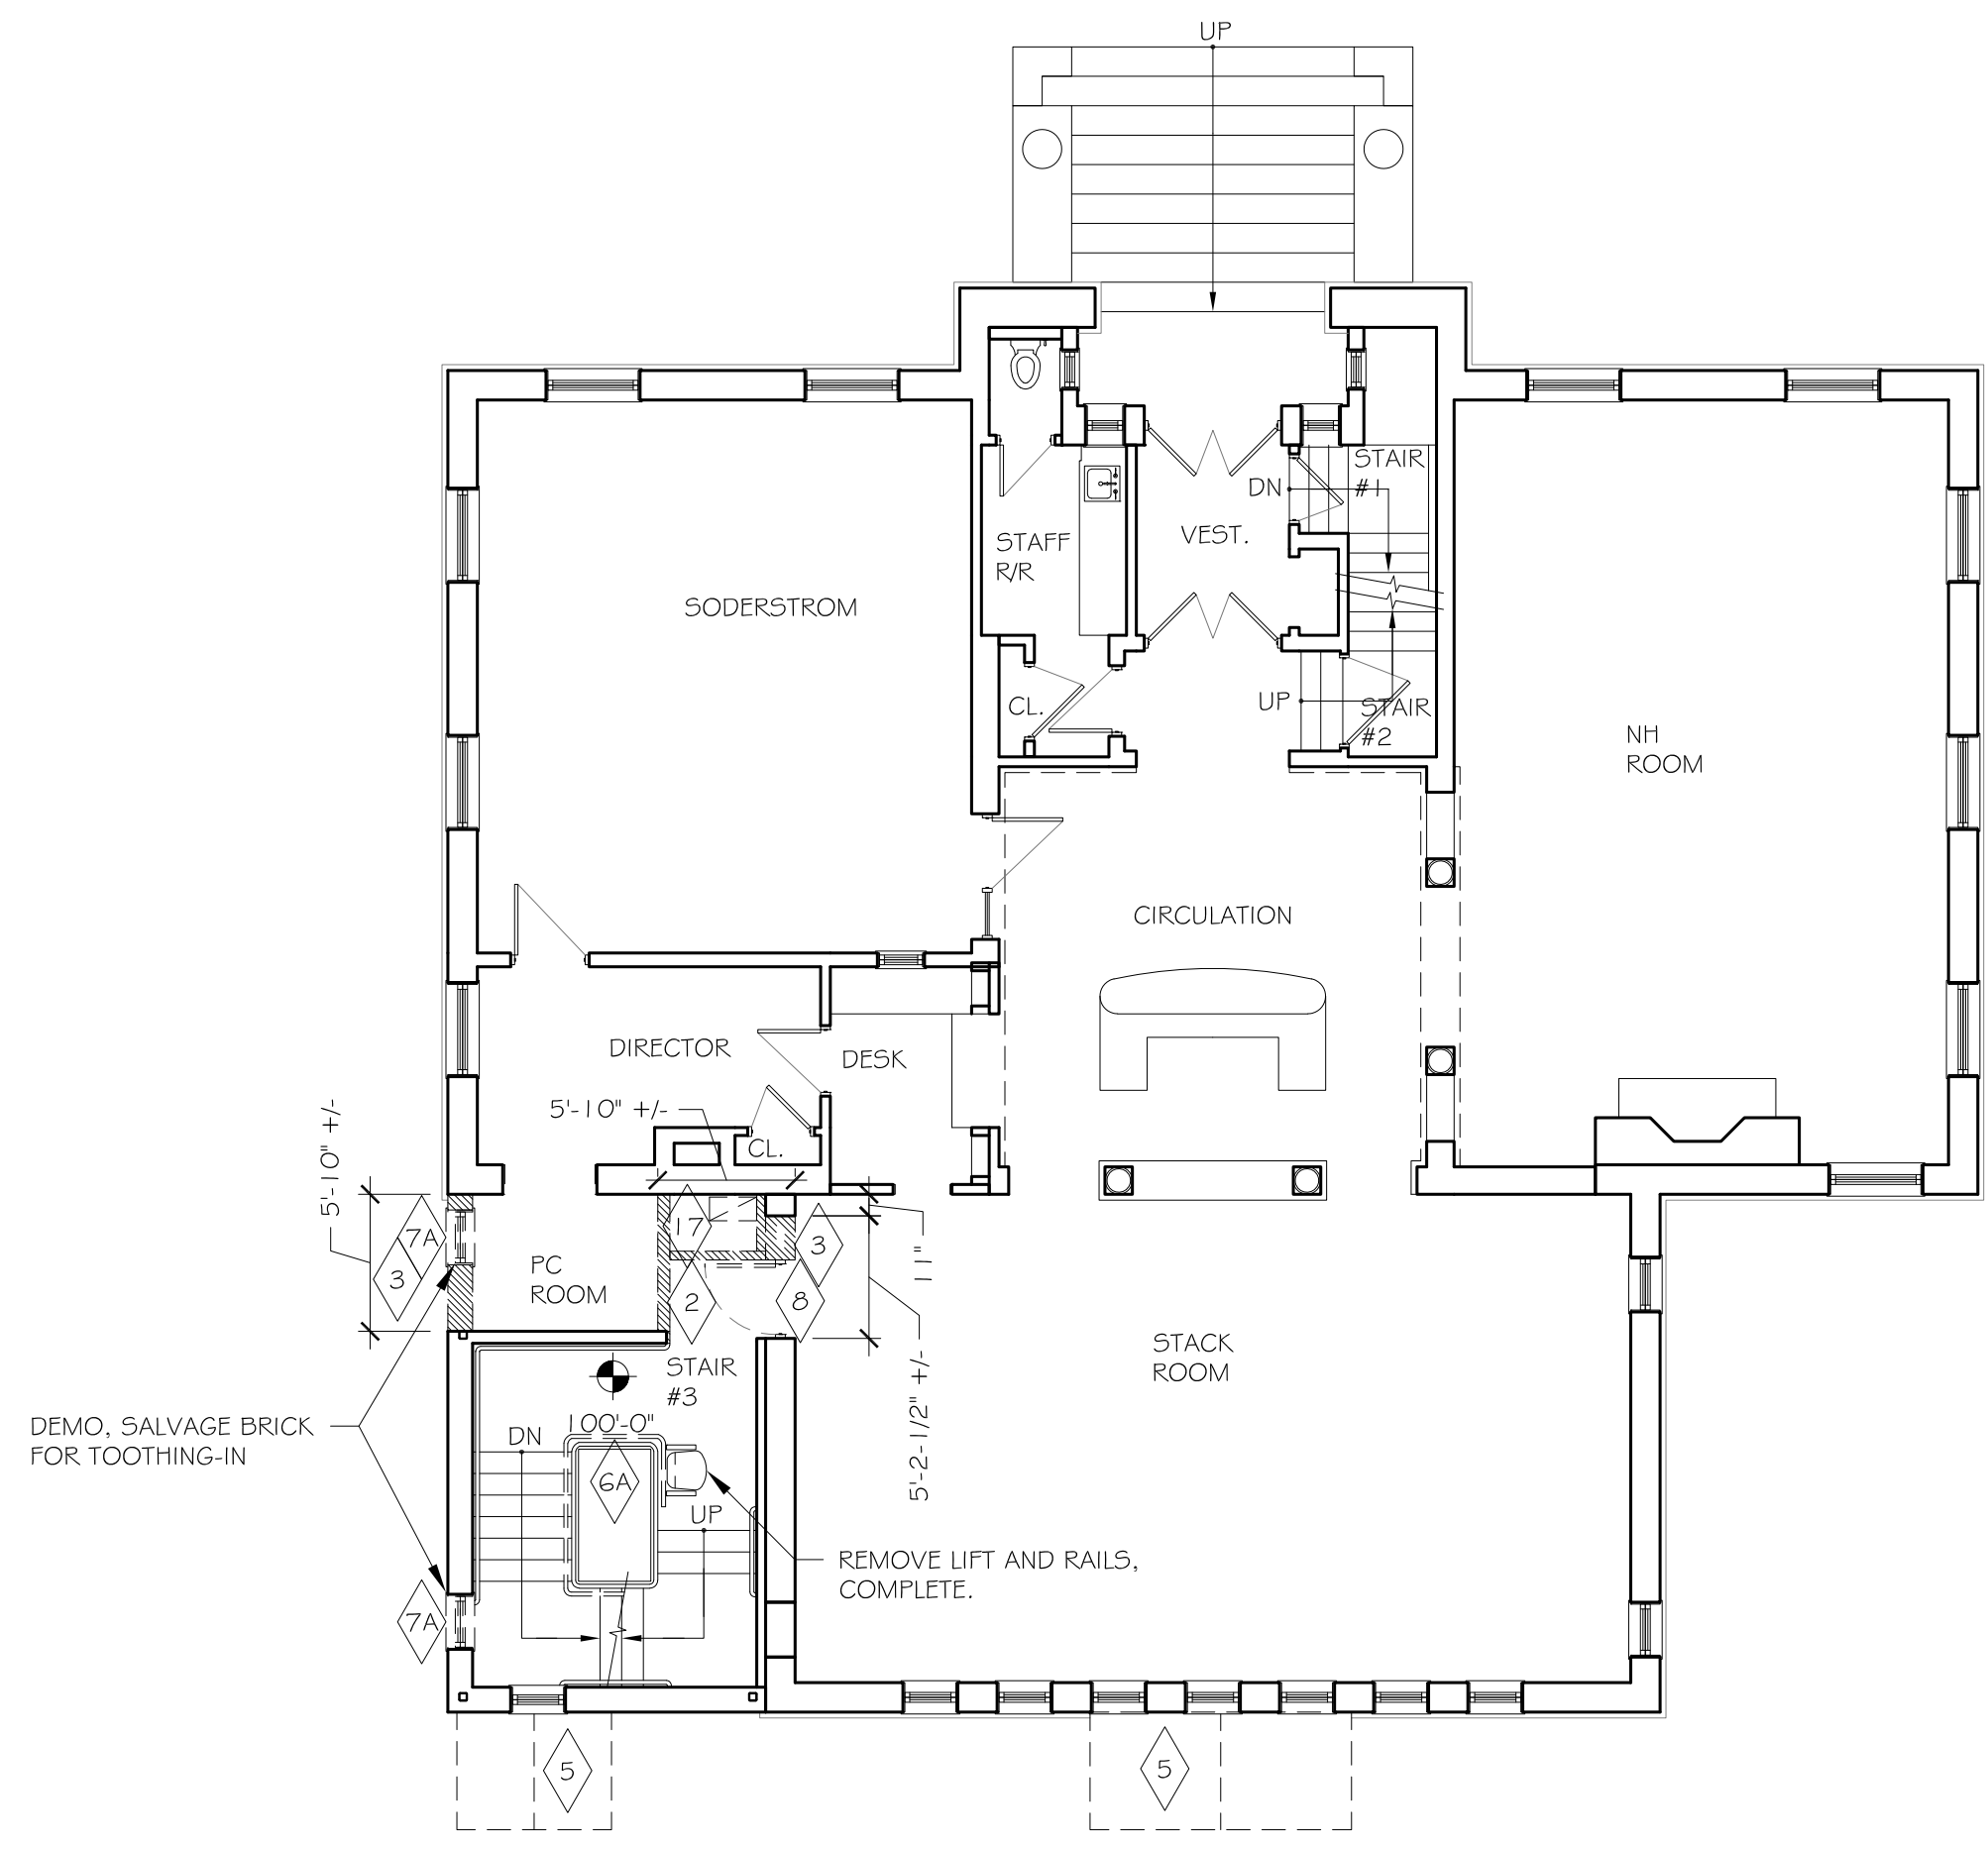 UP
STAIR
#1
DN
VEST.
STAFF
R/R
SODERSTROM
CL.
UP
STAIR
#2
NH
ROOM
CIRCULATION
DIRECTOR
DESK
5'-10" +/-
CL.
5'-10" +/-
17
7A
3
3
11"
PC
ROOM
2
8
STACK
ROOM
STAIR
#3
5'-2-1/2" +/-
DEMO, SALVAGE BRICK
FOR TOOTHING-IN
100'-0"
DN
6A
UP
REMOVE LIFT AND RAILS,
COMPLETE.
7A
5
5